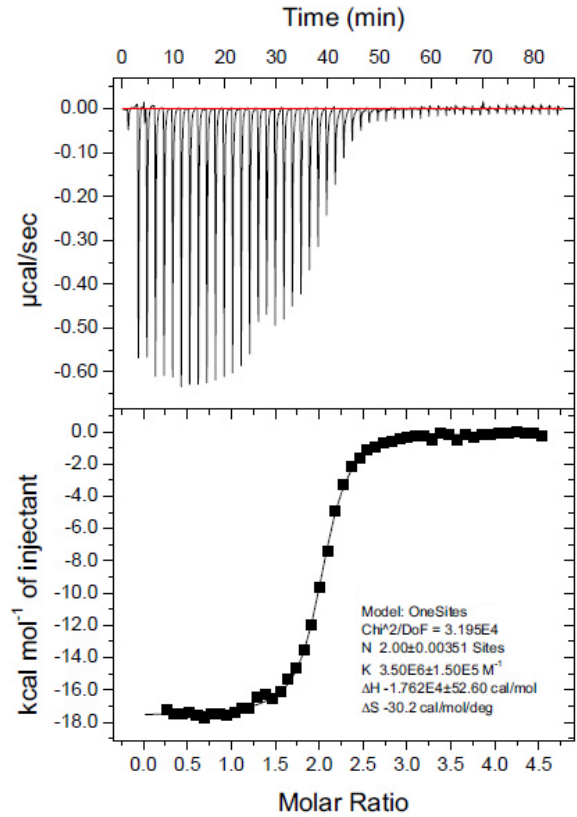 Time (min)
0 10 20 30 40 50 60 70 80
0.00
-0.10
-0.20
-0.30
-0.40
-0.50
-0.60
µcal/sec
0.0
-2.0
-4.0
-6.0
-8.0
-10.0
-12.0
-14.0
-16.0
-18.0
kcal mol⁻¹ of injectant
Model: OneSites
Chi^2/DoF = 3.195E4
N 2.00±0.00351 Sites
K 3.50E6±1.50E5 M⁻¹
ΔH -1.762E4±52.60 cal/mol
ΔS -30.2 cal/mol/deg
0.0 0.5 1.0 1.5 2.0 2.5 3.0 3.5 4.0 4.5
Molar Ratio